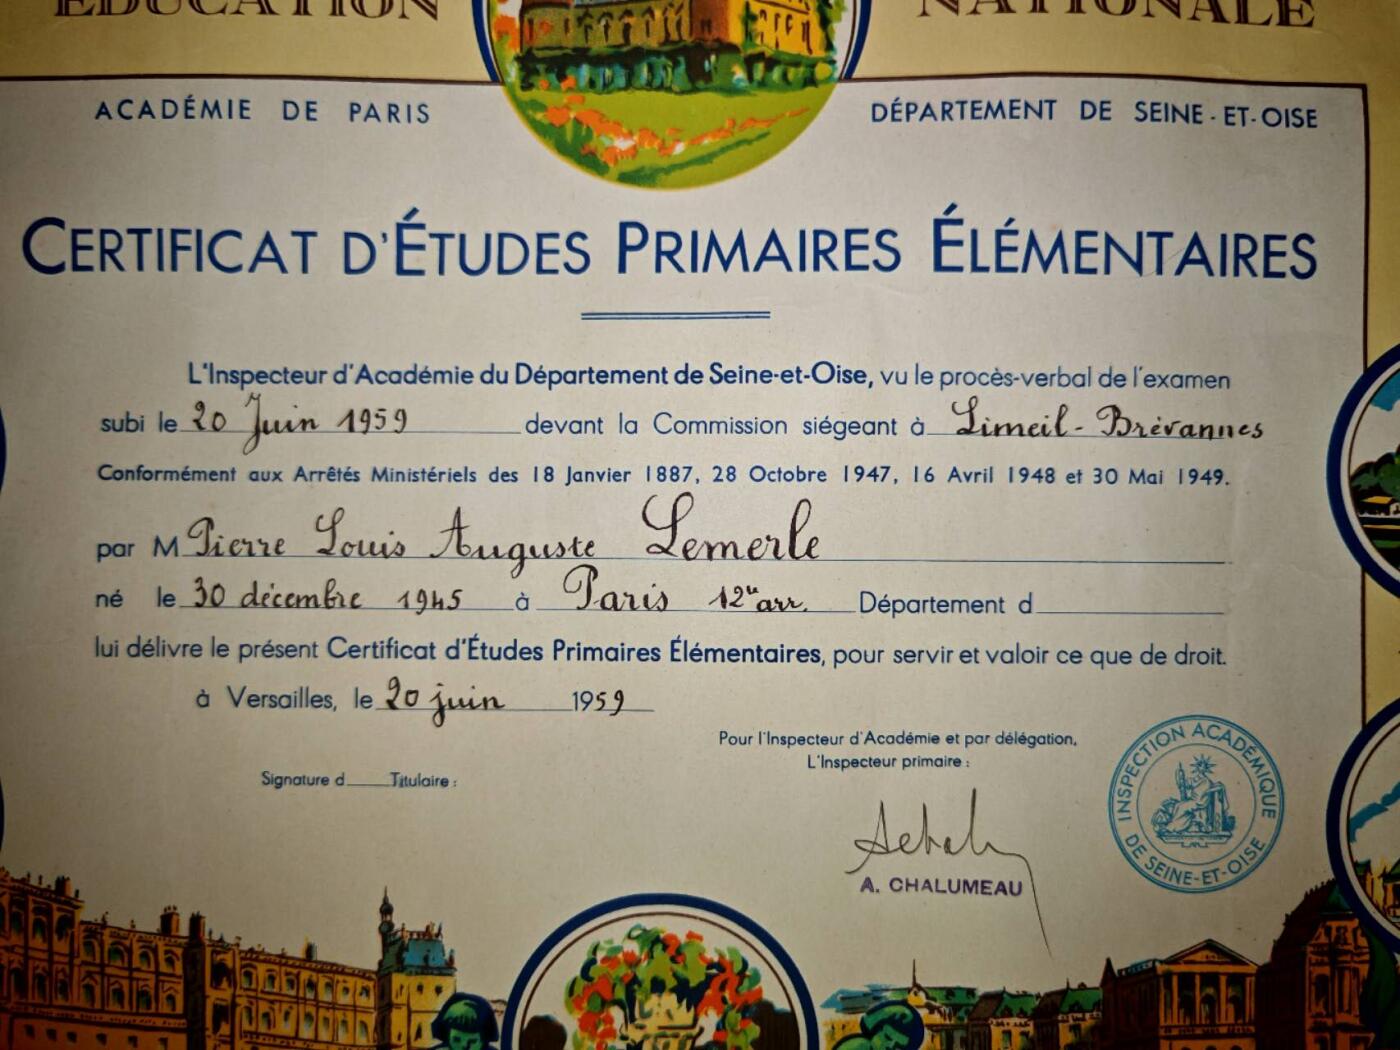 ÉDUCATION NATIONALE
ACADÉMIE DE PARIS
DÉPARTEMENT DE SEINE-ET-OISE
CERTIFICAT D'ÉTUDES PRIMAIRES ÉLÉMENTAIRES
L'Inspecteur d'Académie du Département de Seine-et-Oise, vu le procès-verbal de l'examen
subi le 20 Juin 1959 devant la Commission siégeant à Limeil-Brévannes
Conformément aux Arrêtés Ministériels des 18 Janvier 1887, 28 Octobre 1947, 16 Avril 1948 et 30 Mai 1949.
par M Pierre Louis Auguste Lemerle
né le 30 décembre 1945 à Paris 12e arr. Département d
lui délivre le présent Certificat d'Études Primaires Élémentaires, pour servir et valoir ce que de droit.
à Versailles, le 20 juin 1959
Pour l'Inspecteur d'Académie et par délégation,
L'Inspecteur primaire :
Signature d Titulaire :
A. CHALUMEAU
INSPECTION ACADÉMIQUE
DE SEINE-ET-OISE